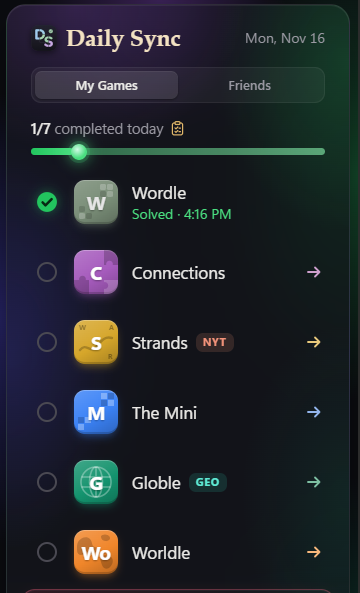 DS Daily Sync Mon, Nov 16
My Games Friends
1/7 completed today
W Wordle
Solved · 4:16 PM
C Connections
W A
S Strands NYT
R
M The Mini
G Globle GEO
Wo Worldle